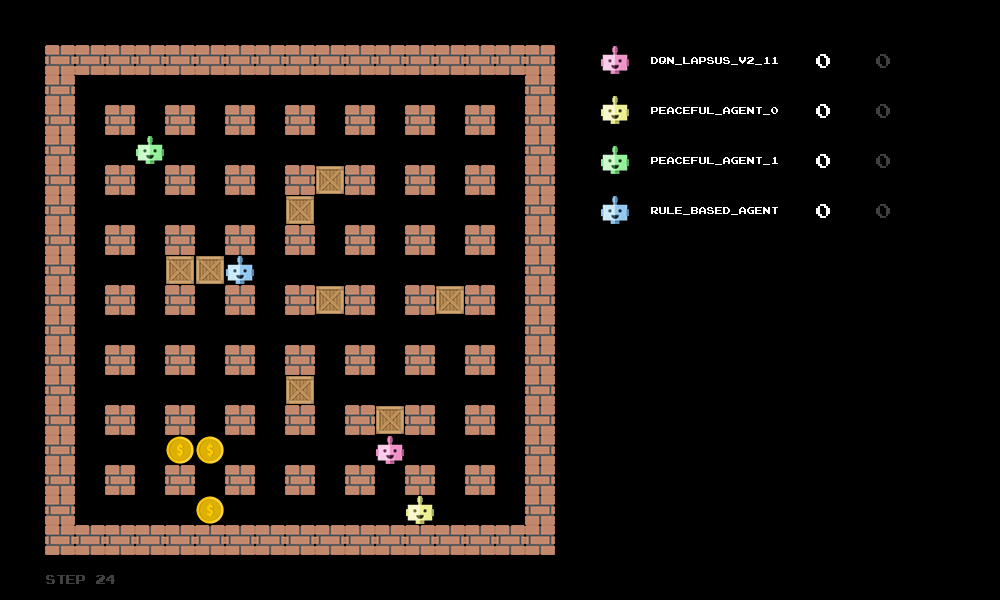 DQN_LAPSUS_V2_11 0 0
PEACEFUL_AGENT_0 0 0
PEACEFUL_AGENT_1 0 0
RULE_BASED_AGENT 0 0
STEP 24